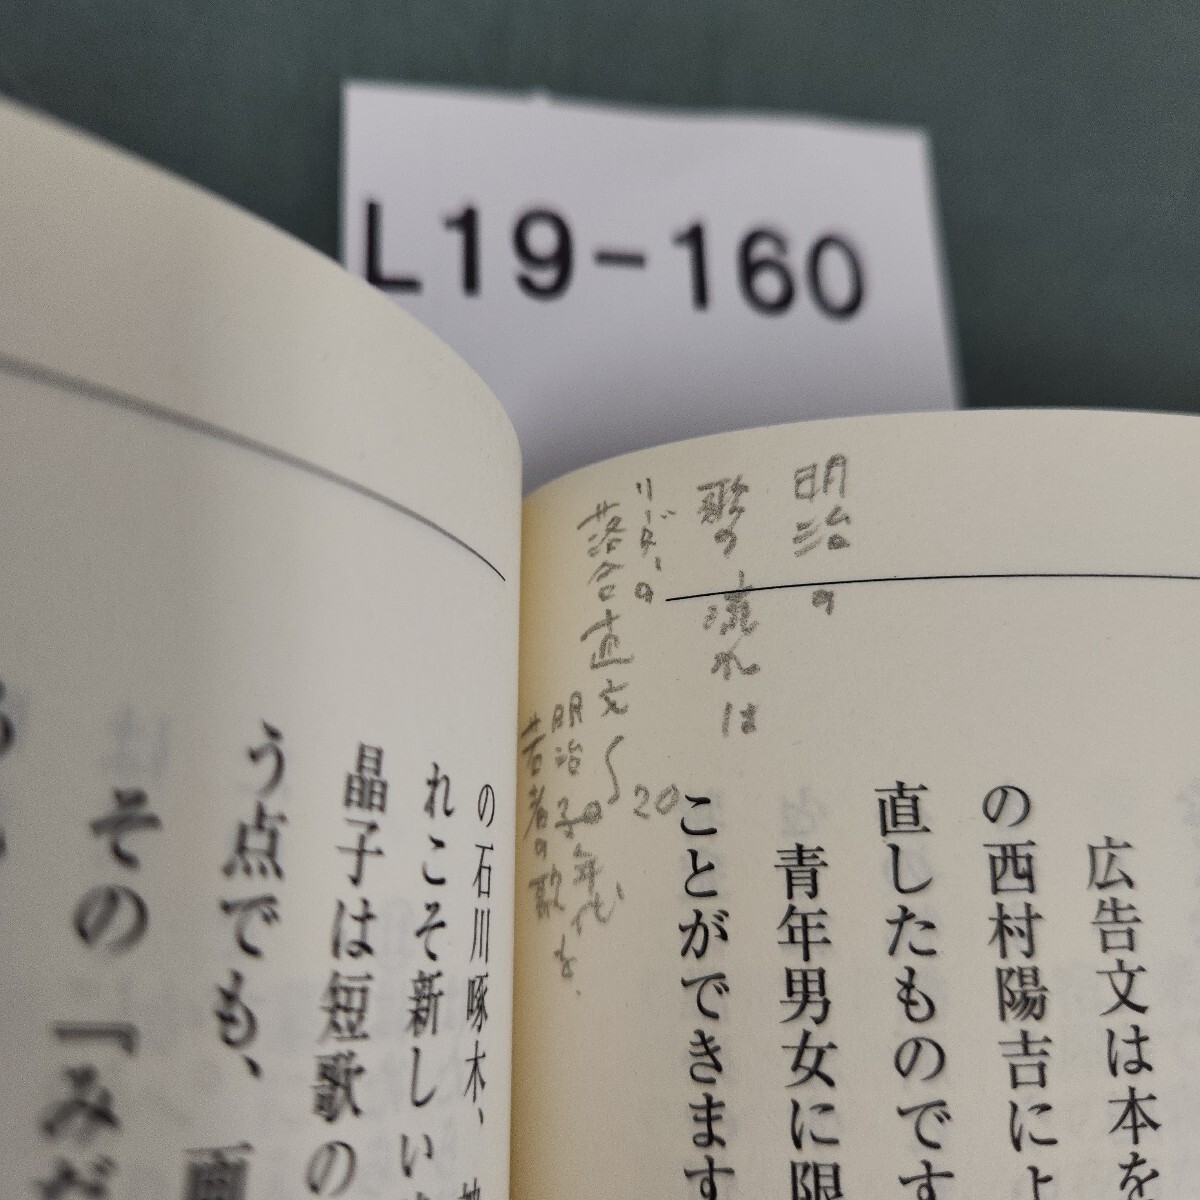 L19-160
広告文は本を
の西村陽吉によ
直したものです
青年男女に限
ことができます
明治の
歌の流れは
リーダーの
落合直文〜20
明治 年代
若者の歌を
の石川啄木、
れこそ新しい
晶子は短歌の
う点でも、
その「みだ